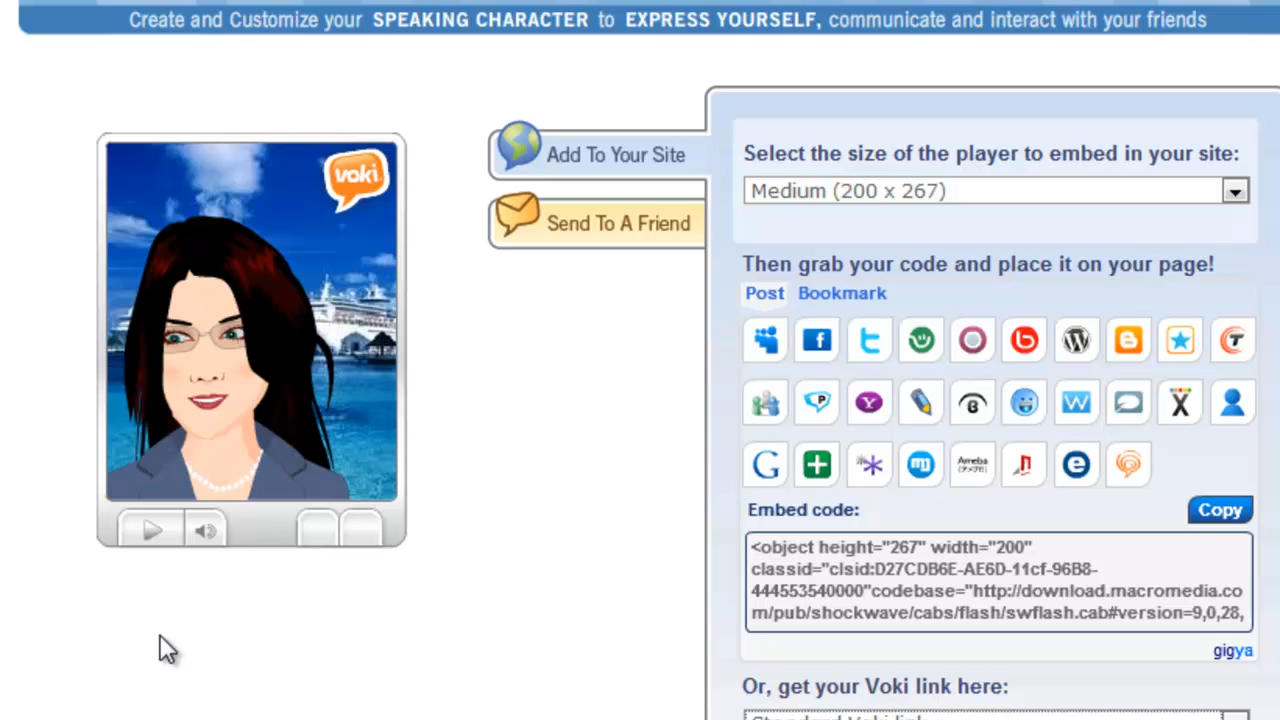 Create and Customize your SPEAKING CHARACTER to EXPRESS YOURSELF, communicate and interact with your friends
voki
Add To Your Site
Send To A Friend
Select the size of the player to embed in your site:
Medium (200 x 267)
Then grab your code and place it on your page!
Post Bookmark
Ameba
Embed code:
Copy
<object height="267" width="200"
classid="clsid:D27CDB6E-AE6D-11cf-96B8-
444553540000"codebase="http://download.macromedia.co
m/pub/shockwave/cabs/flash/swflash.cab#version=9,0,28,
gigya
Or, get your Voki link here:
Standard Voki link